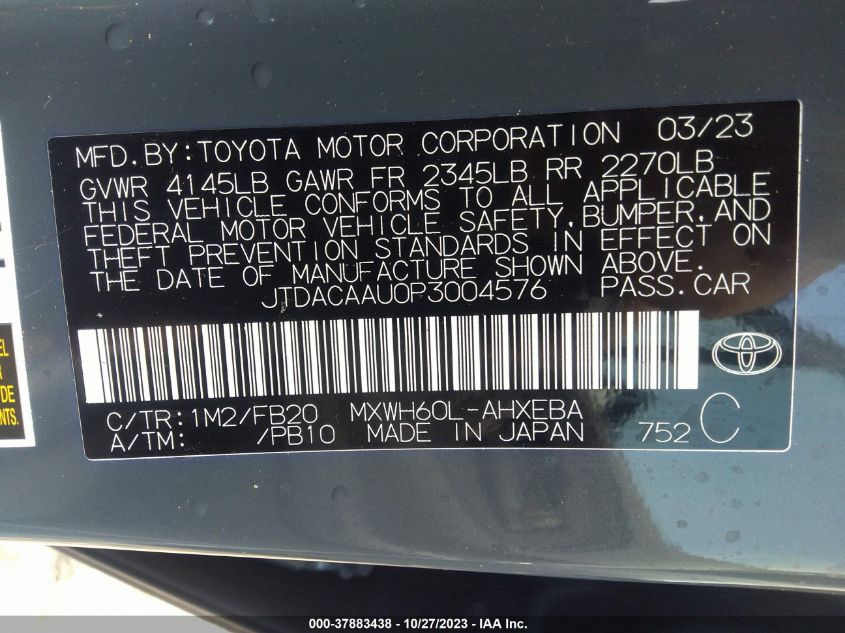 MFD.BY:TOYOTA MOTOR CORPORATION 03/23
GVWR 4145LB GAWR FR 2345LB RR 2270LB
THIS VEHICLE CONFORMS TO ALL APPLICABLE
FEDERAL MOTOR VEHICLE SAFETY,BUMPER,AND
THEFT PREVENTION STANDARDS IN EFFECT ON
THE DATE OF MANUFACTURE SHOWN ABOVE.
JTDACAAU0P3004576 PASS.CAR
C/TR:1M2/FB20 MXWH60L-AHXEBA
A/TM: /PB10 MADE IN JAPAN 752 C
000-37883438 - 10/27/2023 - IAA Inc.